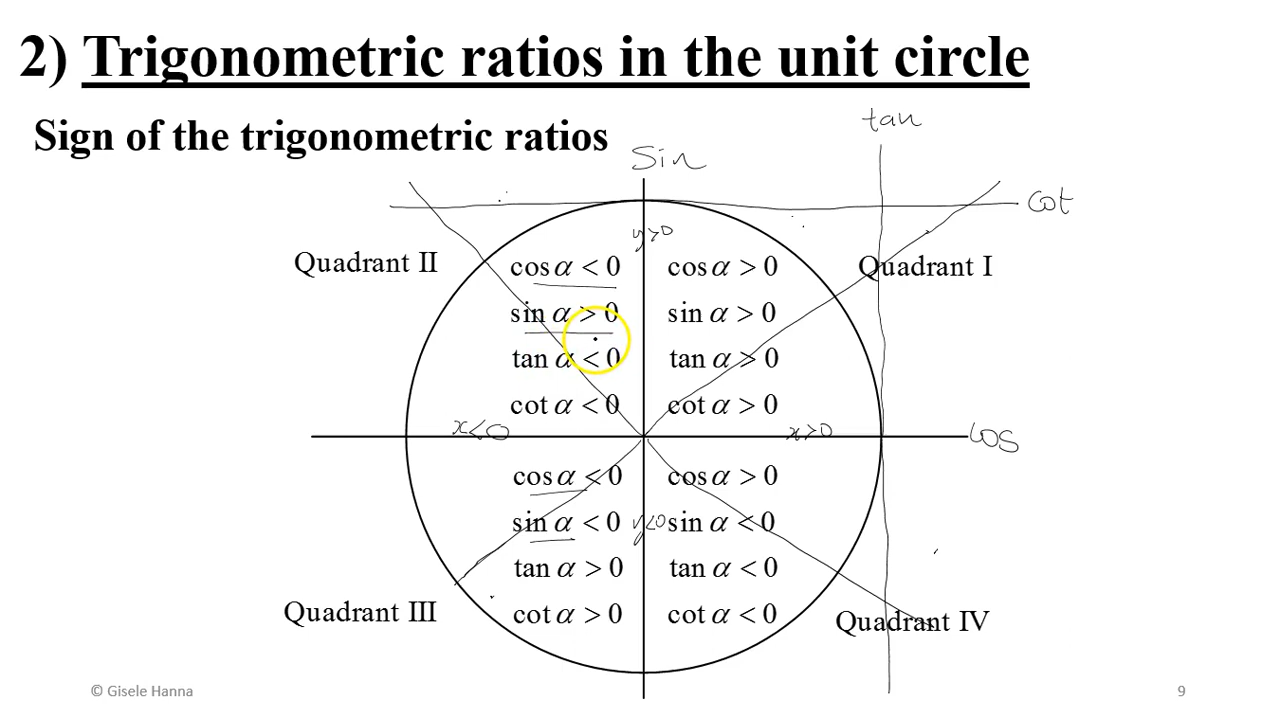 2) Trigonometric ratios in the unit circle
Sign of the trigonometric ratios
tan
Sin
cot
y>0
Quadrant II
cos α < 0
cos α > 0
Quadrant I
sin α > 0
sin α > 0
tan α < 0
tan α > 0
cot α < 0
cot α > 0
x<0
x>0
cos
cos α < 0
cos α > 0
sin α < 0
y<0
sin α < 0
tan α > 0
tan α < 0
Quadrant III
cot α > 0
cot α < 0
Quadrant IV
© Gisele Hanna
9